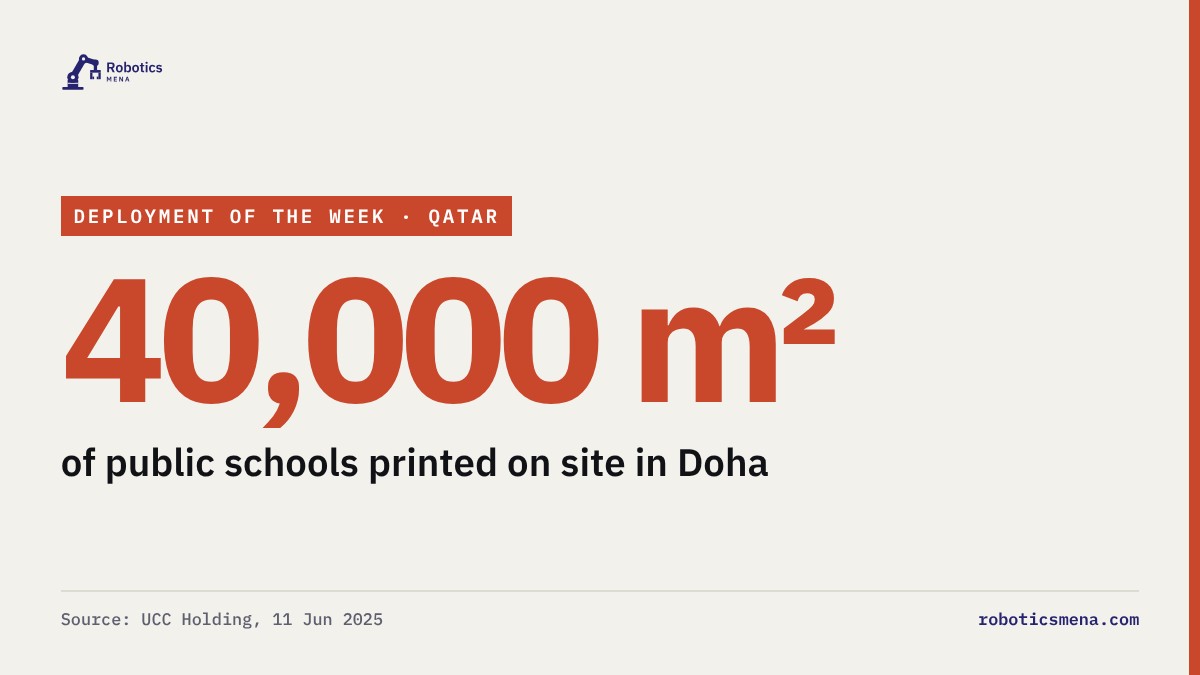 Robotics
MENA
DEPLOYMENT OF THE WEEK · QATAR
40,000 m²
of public schools printed on site in Doha
Source: UCC Holding, 11 Jun 2025
roboticsmena.com